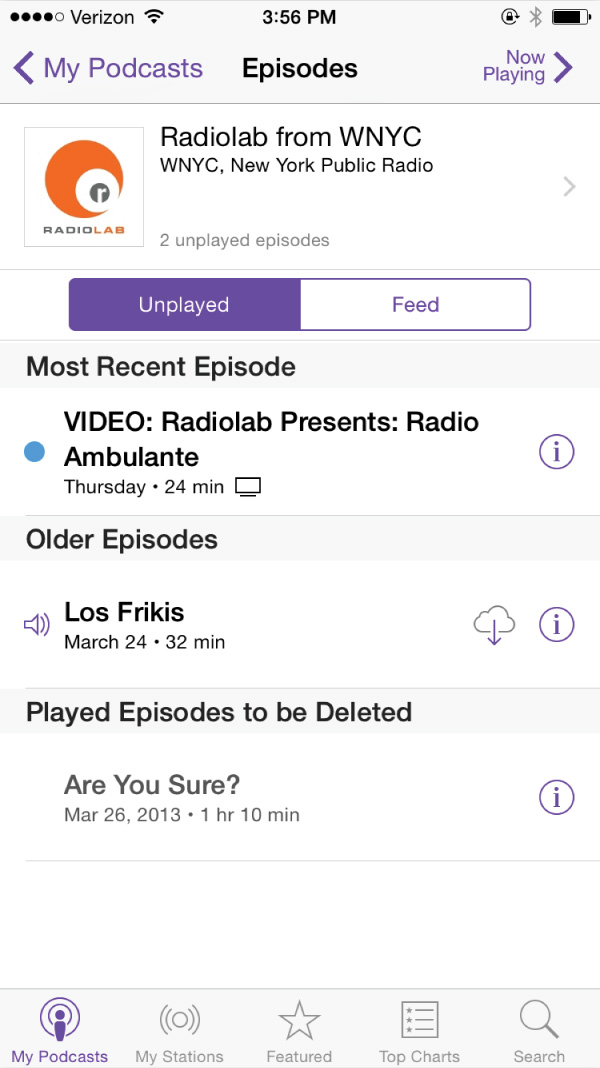 Verizon 3:56 PM
My Podcasts Episodes Now Playing
Radiolab from WNYC
WNYC, New York Public Radio
r
RADIOLAB
2 unplayed episodes
Unplayed Feed
Most Recent Episode
VIDEO: Radiolab Presents: Radio
Ambulante
Thursday • 24 min
Older Episodes
Los Frikis
March 24 • 32 min
Played Episodes to be Deleted
Are You Sure?
Mar 26, 2013 • 1 hr 10 min
My Podcasts My Stations Featured Top Charts Search